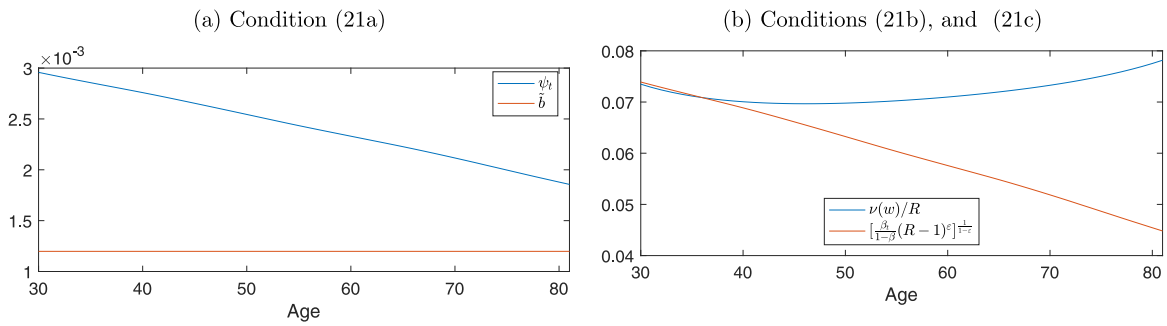 (a) Condition (21a)
×10⁻³
3
2.5
2
1.5
1
30 40 50 60 70 80
Age
ψ_t
b̃
(b) Conditions (21b), and (21c)
0.08
0.07
0.06
0.05
0.04
30 40 50 60 70 80
Age
ν(w)/R
[β_t/(1−β) (R − 1)^ε]^(1/(1−ε))